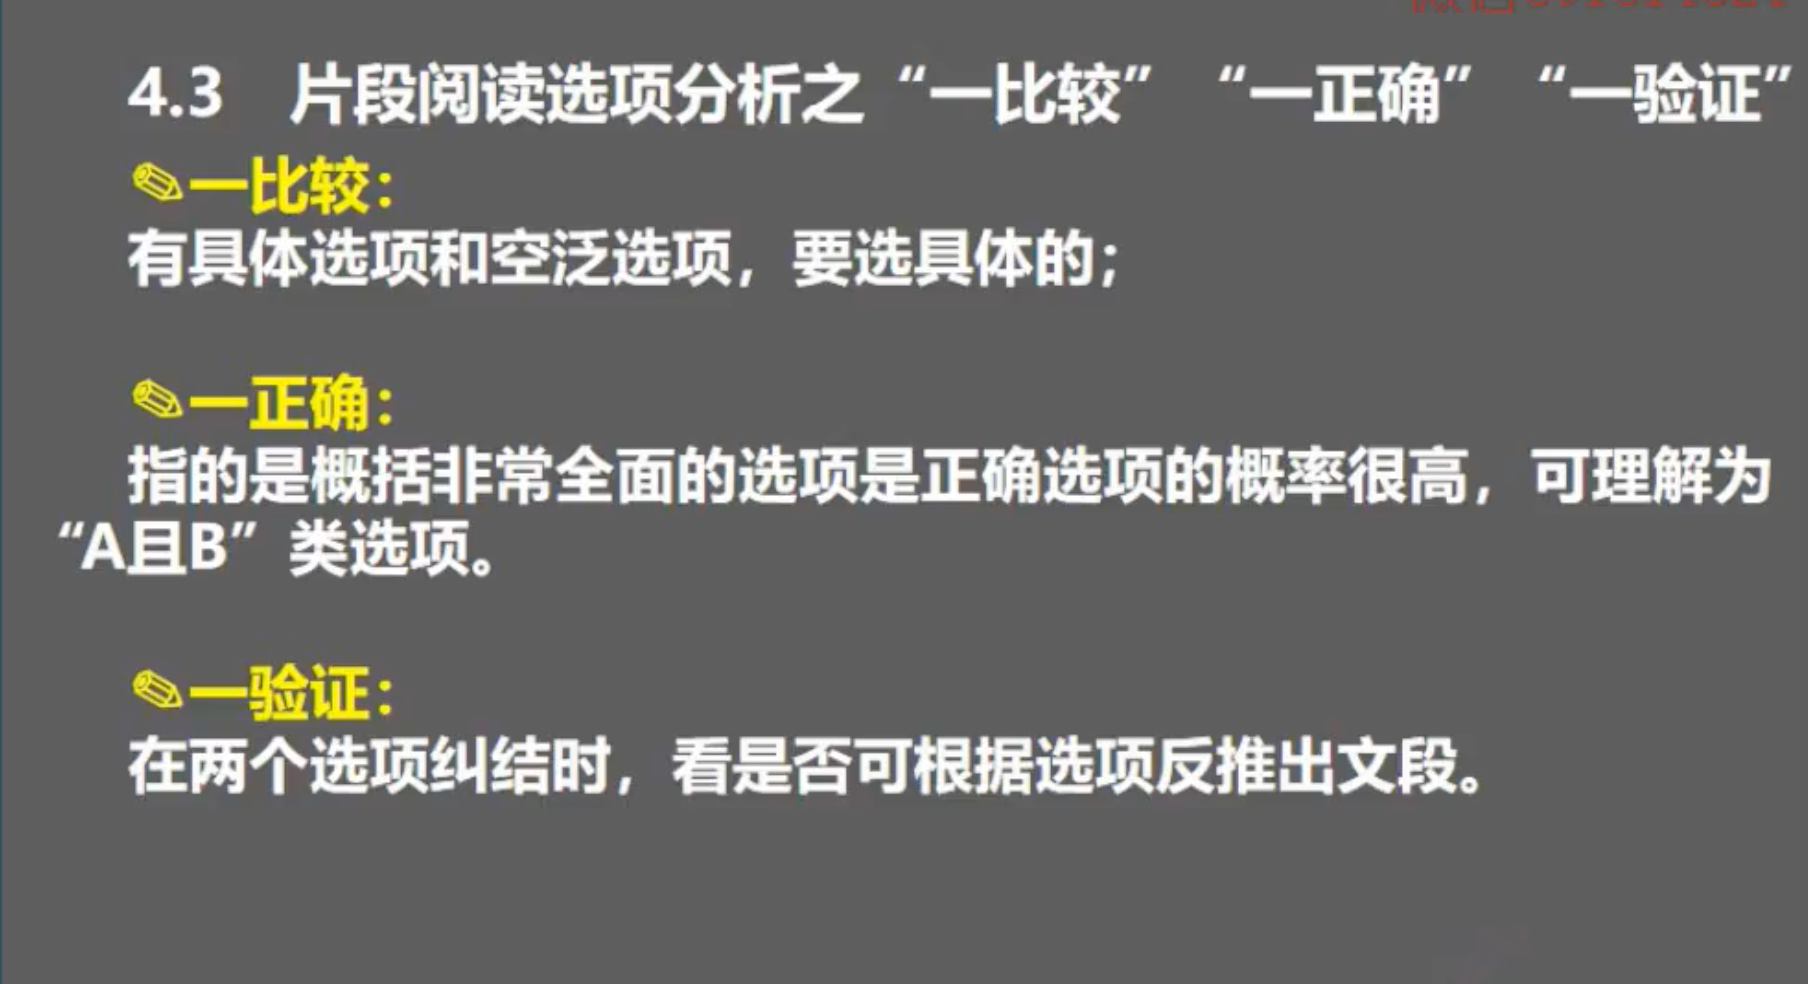 4.3 片段阅读选项分析之“一比较”“一正确”“一验证”
✎一比较：
有具体选项和空泛选项，要选具体的；
✎一正确：
指的是概括非常全面的选项是正确选项的概率很高，可理解为
“A且B”类选项。
✎一验证：
在两个选项纠结时，看是否可根据选项反推出文段。